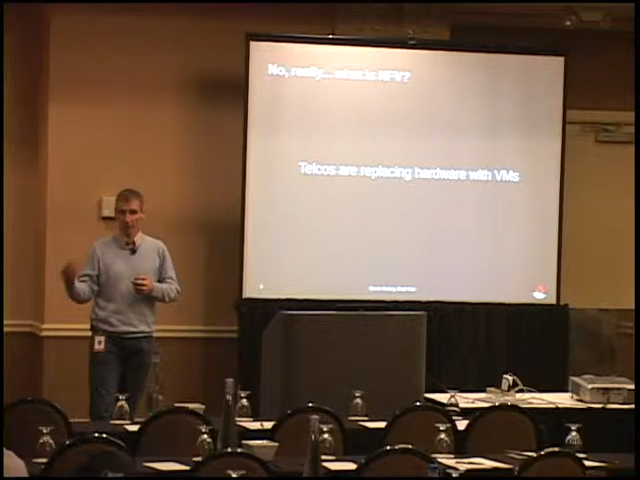 No, really... what is NFV?
Telcos are replacing hardware with VMs